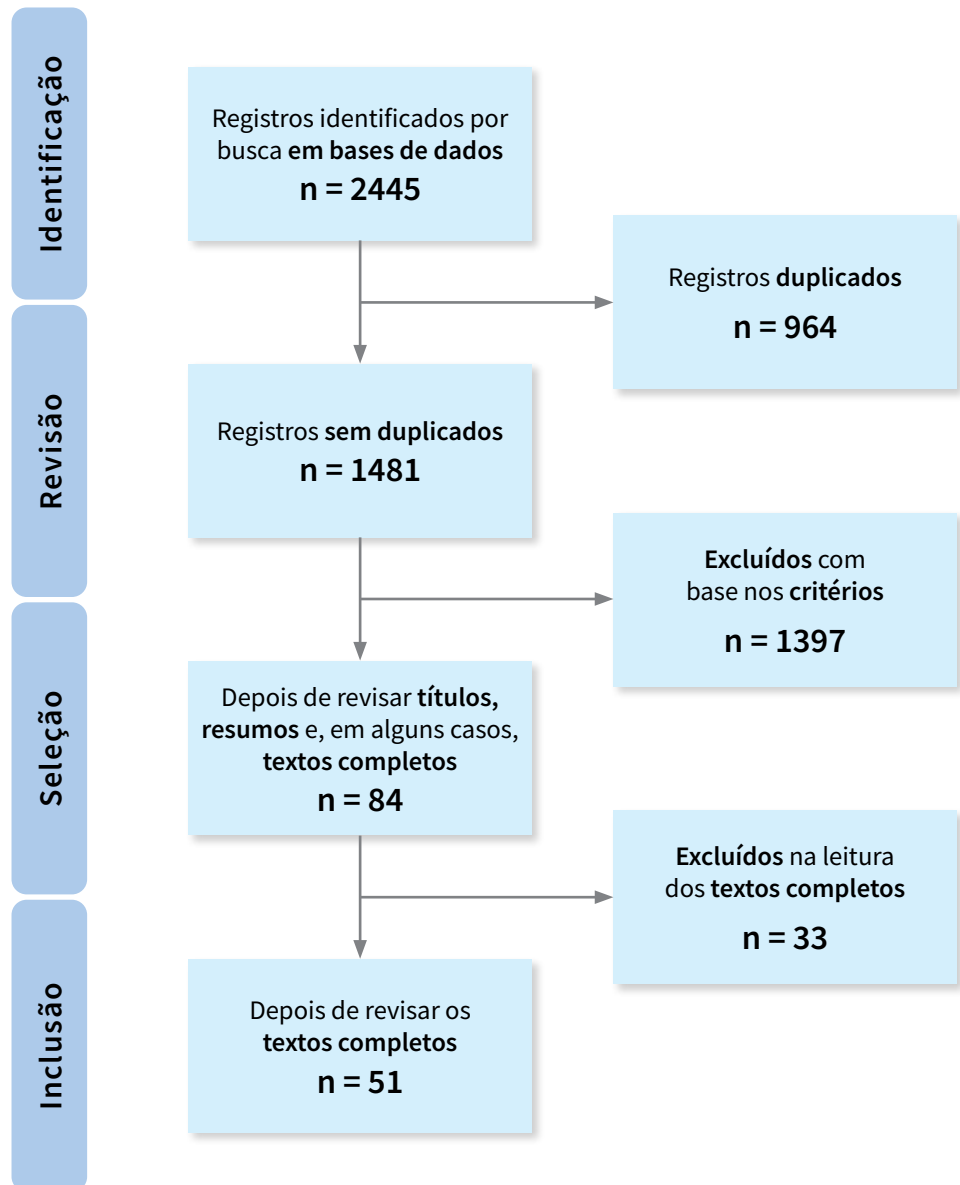 Identificação
Registros identificados por
busca em bases de dados
n = 2445
Registros duplicados
n = 964
Revisão
Registros sem duplicados
n = 1481
Excluídos com
base nos critérios
n = 1397
Seleção
Depois de revisar títulos,
resumos e, em alguns casos,
textos completos
n = 84
Excluídos na leitura
dos textos completos
n = 33
Inclusão
Depois de revisar os
textos completos
n = 51